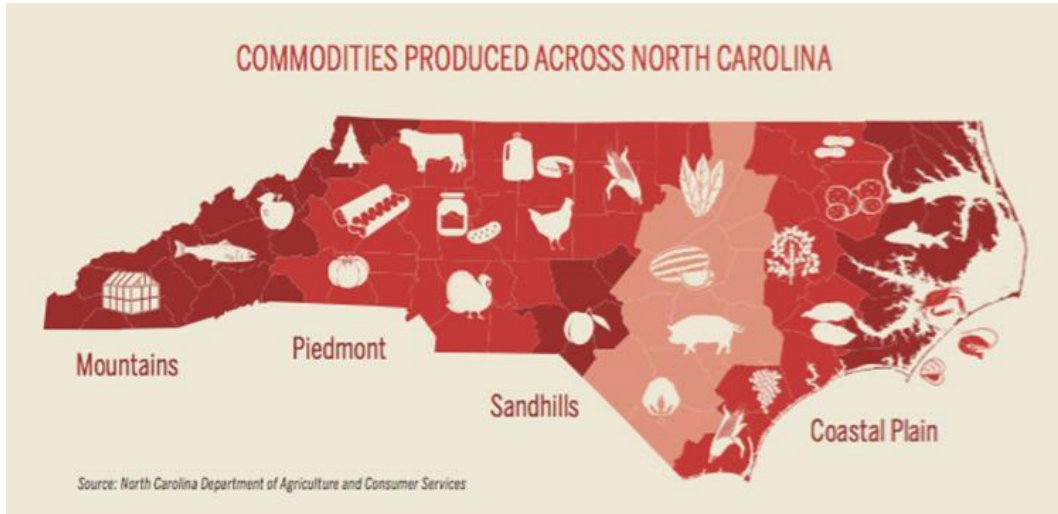 COMMODITIES PRODUCED ACROSS NORTH CAROLINA
Mountains
Piedmont
Sandhills
Coastal Plain
Source: North Carolina Department of Agriculture and Consumer Services